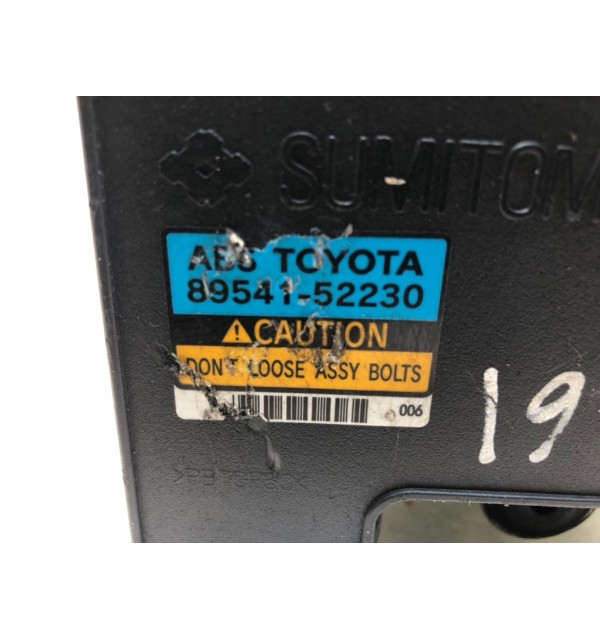 SUMITOM
ABS TOYOTA
89541-52230
⚠CAUTION
DON'T LOOSE ASSY BOLTS
006
19